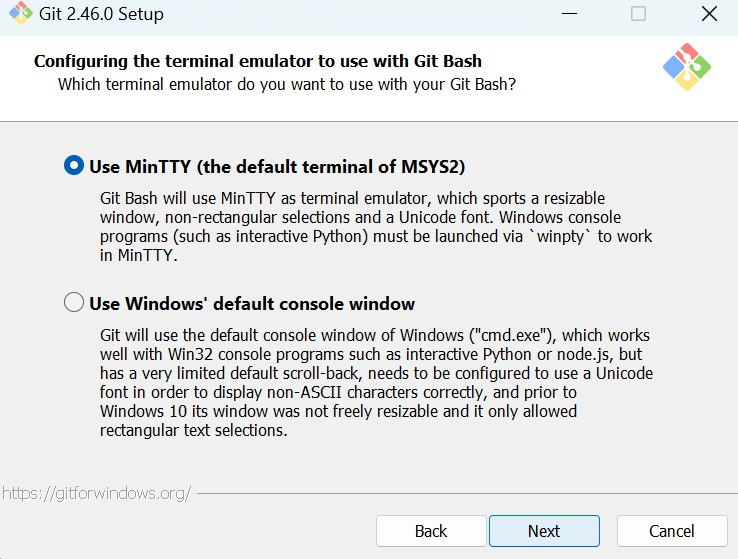 Git 2.46.0 Setup
Configuring the terminal emulator to use with Git Bash
Which terminal emulator do you want to use with your Git Bash?
Use MinTTY (the default terminal of MSYS2)
Git Bash will use MinTTY as terminal emulator, which sports a resizable
window, non-rectangular selections and a Unicode font. Windows console
programs (such as interactive Python) must be launched via `winpty` to work
in MinTTY.
Use Windows' default console window
Git will use the default console window of Windows ("cmd.exe"), which works
well with Win32 console programs such as interactive Python or node.js, but
has a very limited default scroll-back, needs to be configured to use a Unicode
font in order to display non-ASCII characters correctly, and prior to
Windows 10 its window was not freely resizable and it only allowed
rectangular text selections.
https://gitforwindows.org/
Back Next Cancel